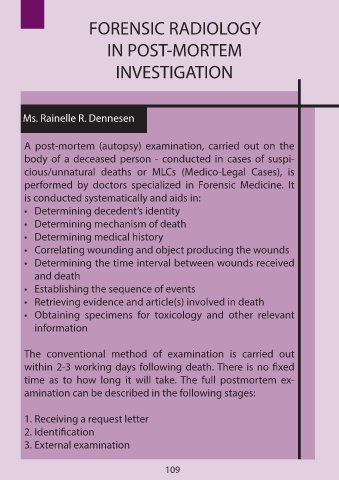 FORENSIC RADIOLOGY
IN POST-MORTEM
INVESTIGATION
Ms. Rainelle R. Dennesen
A post-mortem (autopsy) examination, carried out on the
body of a deceased person - conducted in cases of suspi-
cious/unnatural deaths or MLCs (Medico-Legal Cases), is
performed by doctors specialized in Forensic Medicine. It
is conducted systematically and aids in:
• Determining decedent's identity
• Determining mechanism of death
• Determining medical history
• Correlating wounding and object producing the wounds
• Determining the time interval between wounds received
and death
• Establishing the sequence of events
• Retrieving evidence and article(s) involved in death
• Obtaining specimens for toxicology and other relevant
information
The conventional method of examination is carried out
within 2-3 working days following death. There is no fixed
time as to how long it will take. The full postmortem ex-
amination can be described in the following stages:
1. Receiving a request letter
2. Identification
3. External examination
109